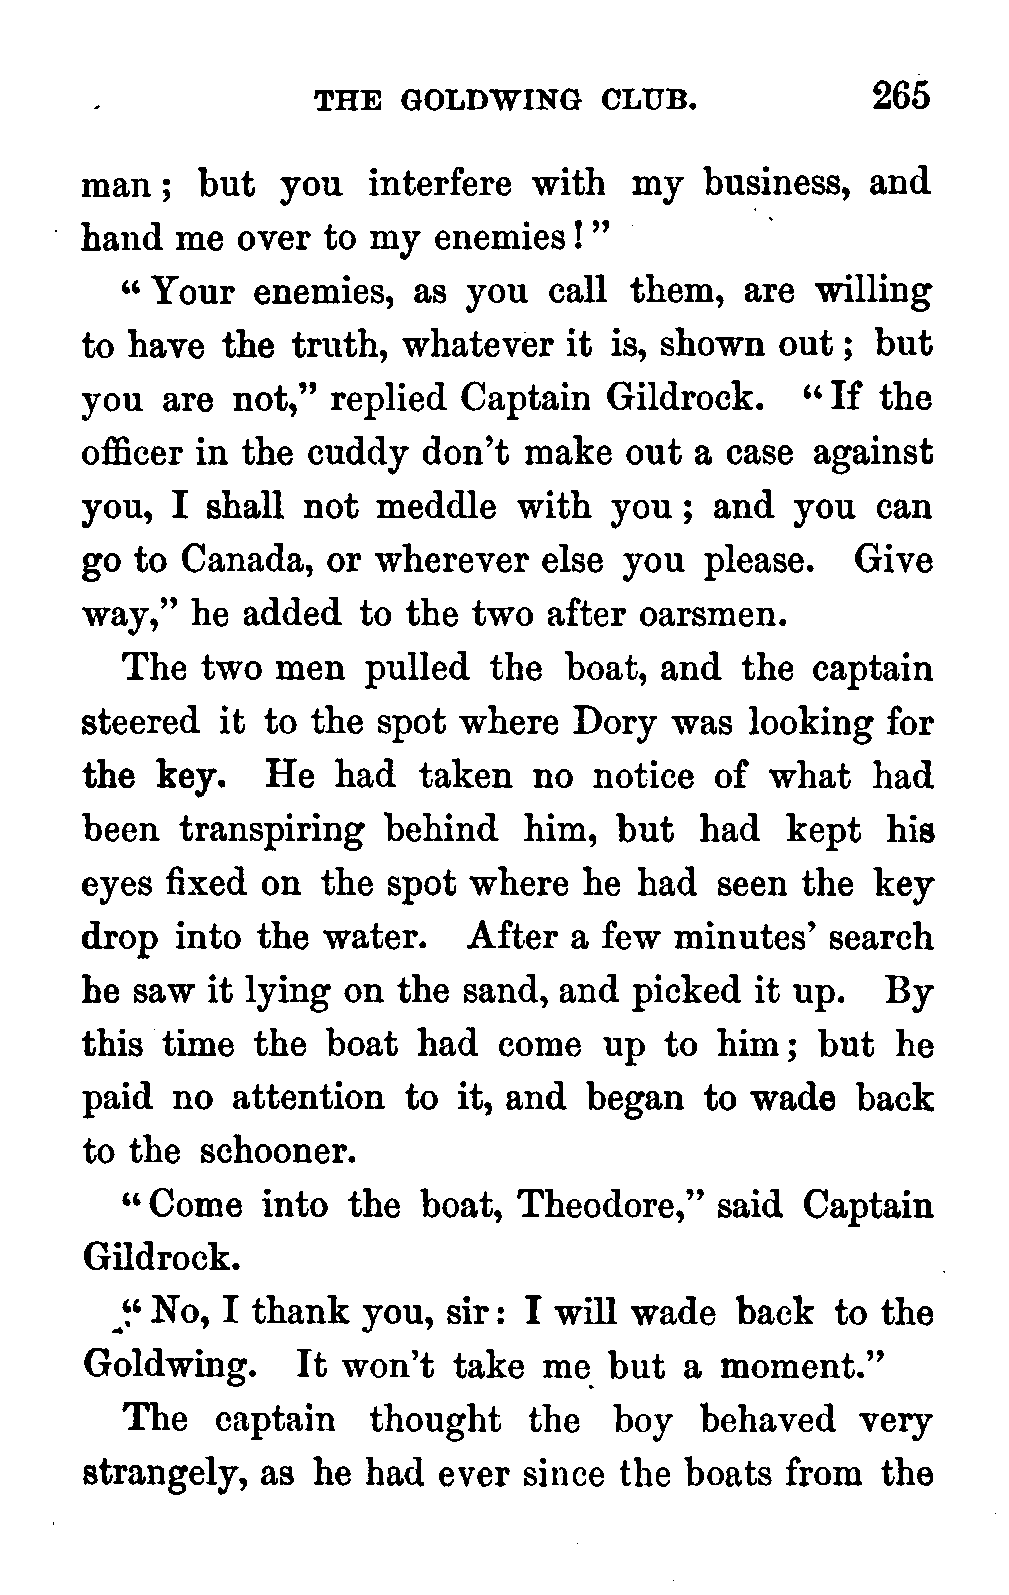 THE GOLDWING CLUB. 265
man; but you interfere with my business, and
hand me over to my enemies!"
"Your enemies, as you call them, are willing
to have the truth, whatever it is, shown out; but
you are not," replied Captain Gildrock. "If the
officer in the cuddy don't make out a case against
you, I shall not meddle with you; and you can
go to Canada, or wherever else you please. Give
way," he added to the two after oarsmen.
The two men pulled the boat, and the captain
steered it to the spot where Dory was looking for
the key. He had taken no notice of what had
been transpiring behind him, but had kept his
eyes fixed on the spot where he had seen the key
drop into the water. After a few minutes' search
he saw it lying on the sand, and picked it up. By
this time the boat had come up to him; but he
paid no attention to it, and began to wade back
to the schooner.
"Come into the boat, Theodore," said Captain
Gildrock.
"No, I thank you, sir: I will wade back to the
Goldwing. It won't take me but a moment."
The captain thought the boy behaved very
strangely, as he had ever since the boats from the